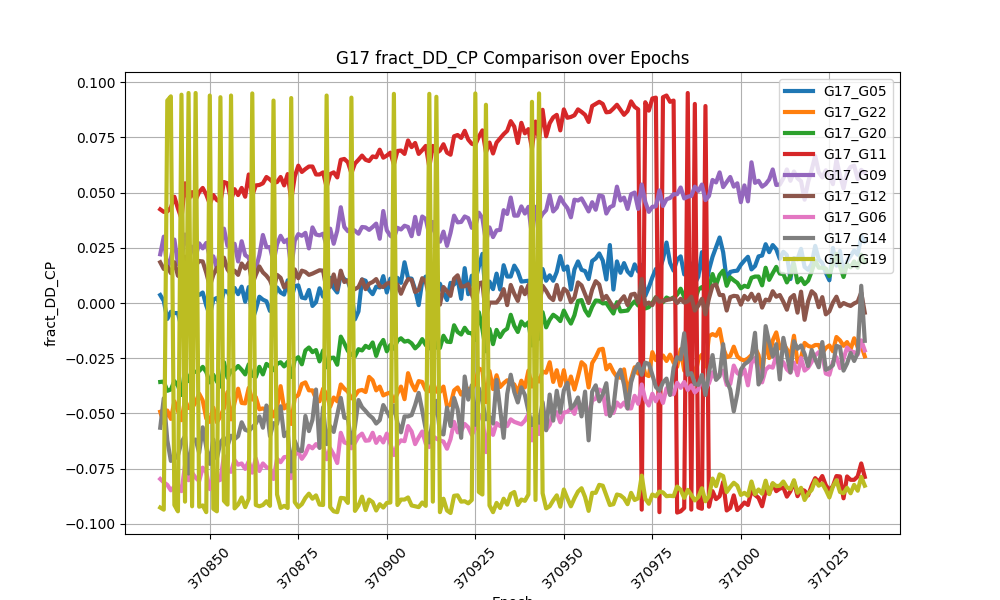 G17 fract_DD_CP Comparison over Epochs
fract_DD_CP
0.100
0.075
0.050
0.025
0.000
−0.025
−0.050
−0.075
−0.100
G17_G05
G17_G22
G17_G20
G17_G11
G17_G09
G17_G12
G17_G06
G17_G14
G17_G19
370850
370875
370900
370925
370950
370975
371000
371025
Epoch